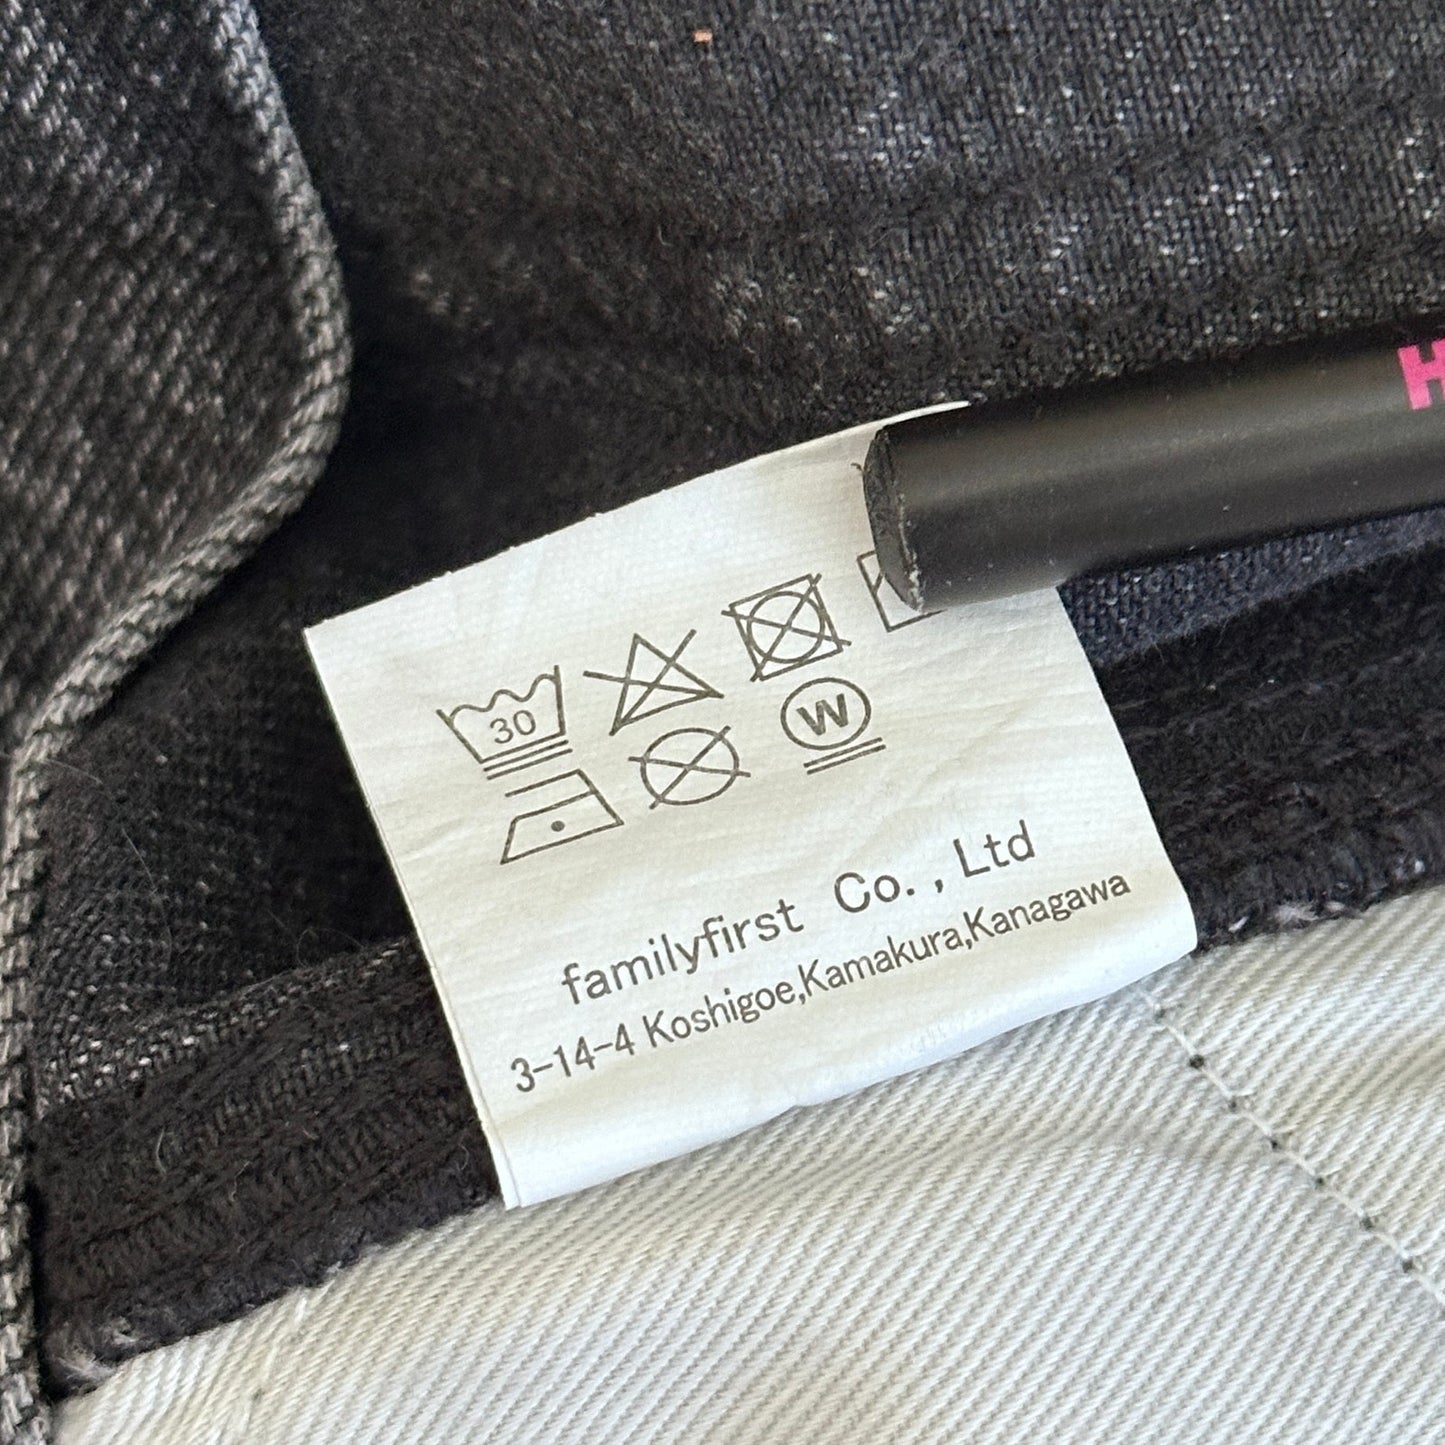 30
W
familyfirst Co., Ltd
3-14-4 Koshigoe,Kamakura,Kanagawa
H